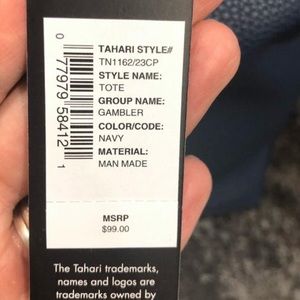 TAHARI STYLE#
TN1162/23CP
STYLE NAME:
TOTE
GROUP NAME:
GAMBLER
COLOR/CODE:
NAVY
MATERIAL:
MAN MADE
0 77979 58412 1
MSRP
$99.00
The Tahari trademarks,
names and logos are
trademarks owned by